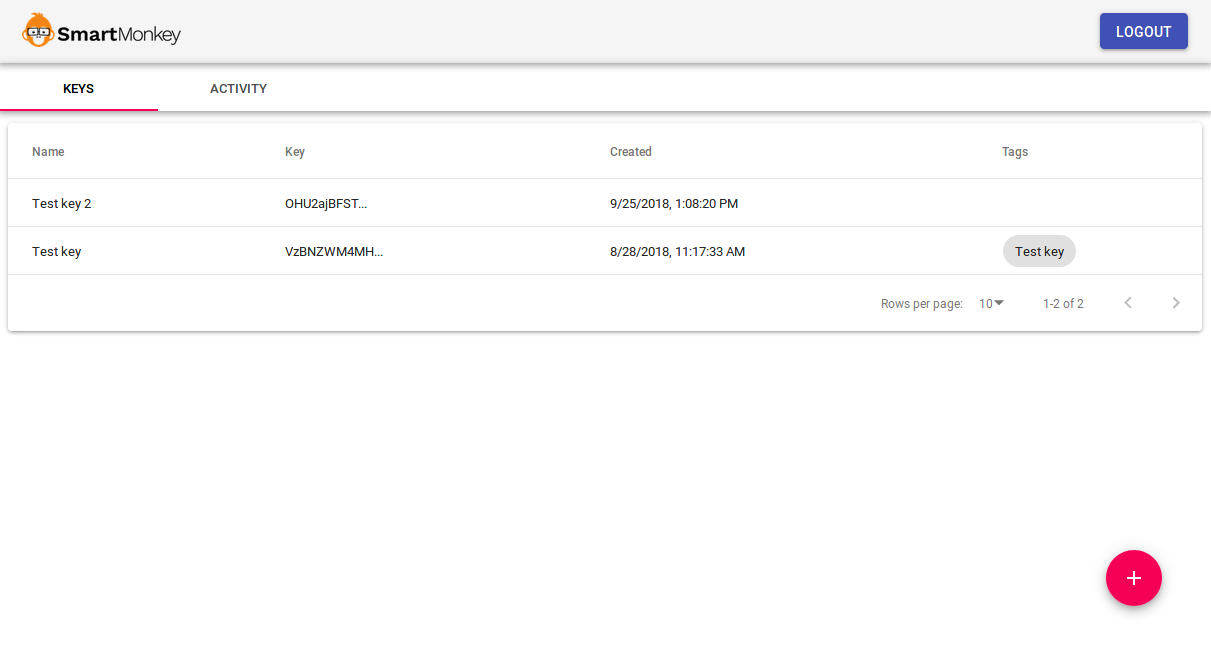 SmartMonkey LOGOUT
KEYS ACTIVITY
Name Key Created Tags
Test key 2 OHU2ajBFST... 9/25/2018, 1:08:20 PM
Test key VzBNZWM4MH... 8/28/2018, 11:17:33 AM Test key
Rows per page: 10 1-2 of 2